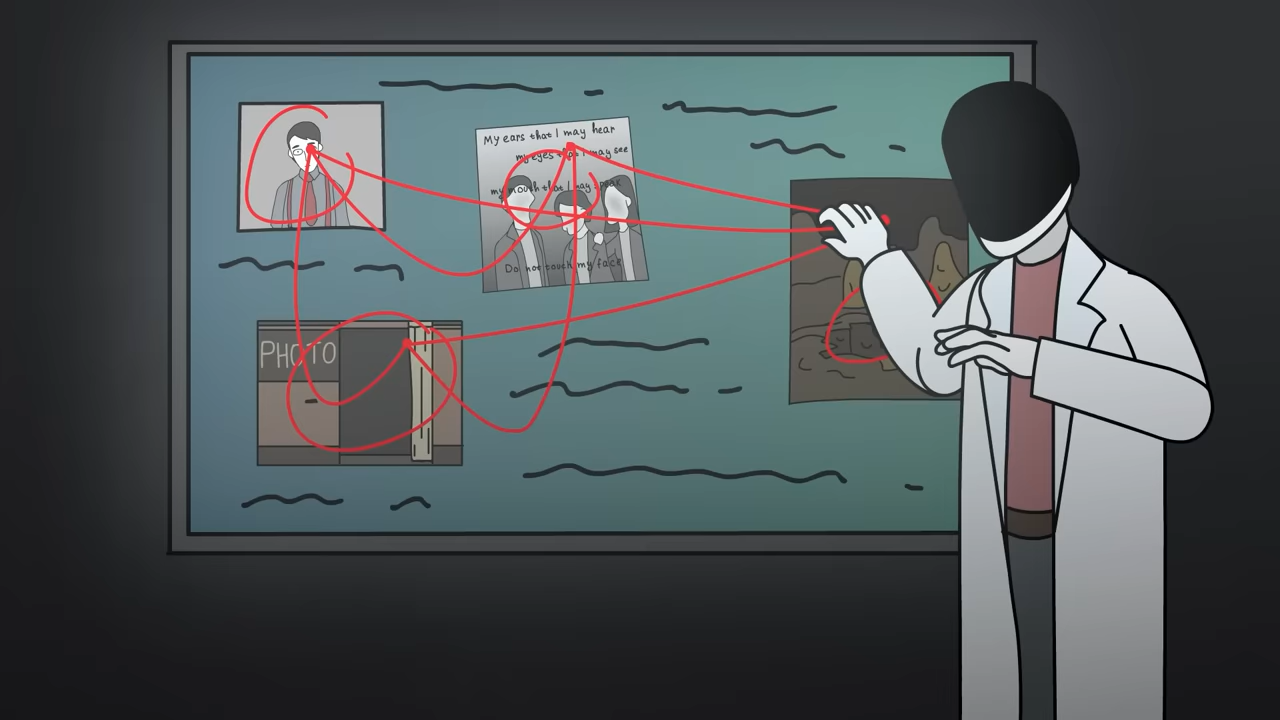 My ears that I may hear
my eyes that I may see
my mouth that I may speak
Do not touch my face
PHOTO